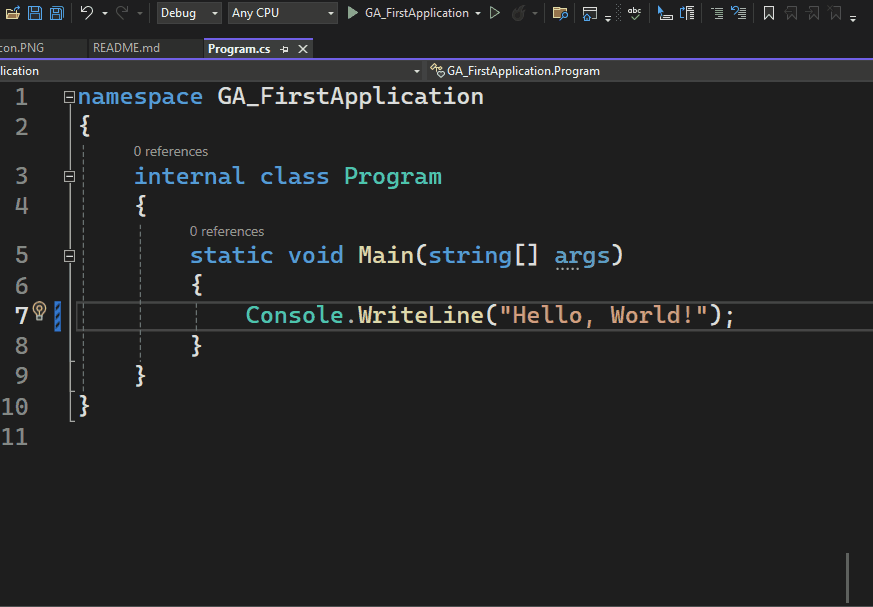 Debug Any CPU GA_FirstApplication abc
con.PNG README.md Program.cs
lication GA_FirstApplication.Program
1 namespace GA_FirstApplication
2 {
0 references
3 internal class Program
4 {
0 references
5 static void Main(string[] args)
6 {
7 Console.WriteLine("Hello, World!");
8 }
9 }
10 }
11